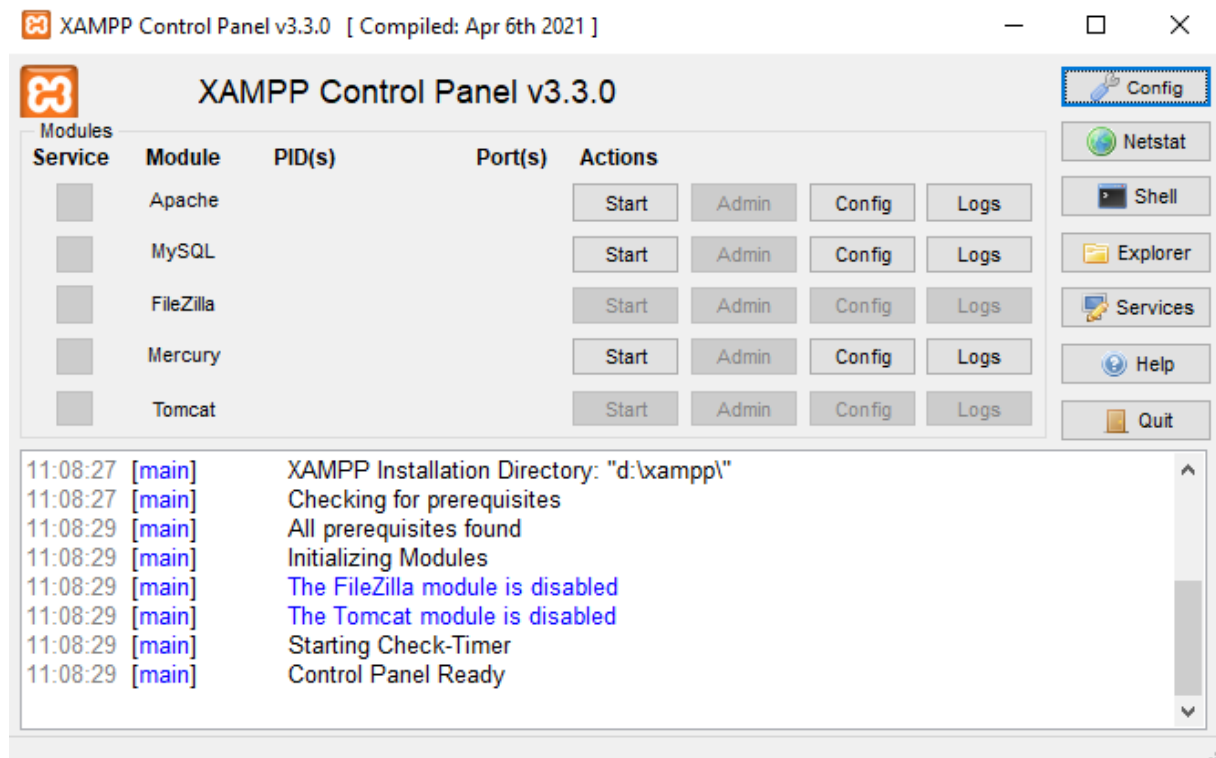 XAMPP Control Panel v3.3.0 [ Compiled: Apr 6th 2021 ]
XAMPP Control Panel v3.3.0
Config
Modules
Service Module PID(s) Port(s) Actions
Netstat
Apache Start Admin Config Logs
Shell
MySQL Start Admin Config Logs
Explorer
FileZilla Start Admin Config Logs
Services
Mercury Start Admin Config Logs
Help
Tomcat Start Admin Config Logs
Quit
11:08:27 [main] XAMPP Installation Directory: "d:\xampp\"
11:08:27 [main] Checking for prerequisites
11:08:29 [main] All prerequisites found
11:08:29 [main] Initializing Modules
11:08:29 [main] The FileZilla module is disabled
11:08:29 [main] The Tomcat module is disabled
11:08:29 [main] Starting Check-Timer
11:08:29 [main] Control Panel Ready